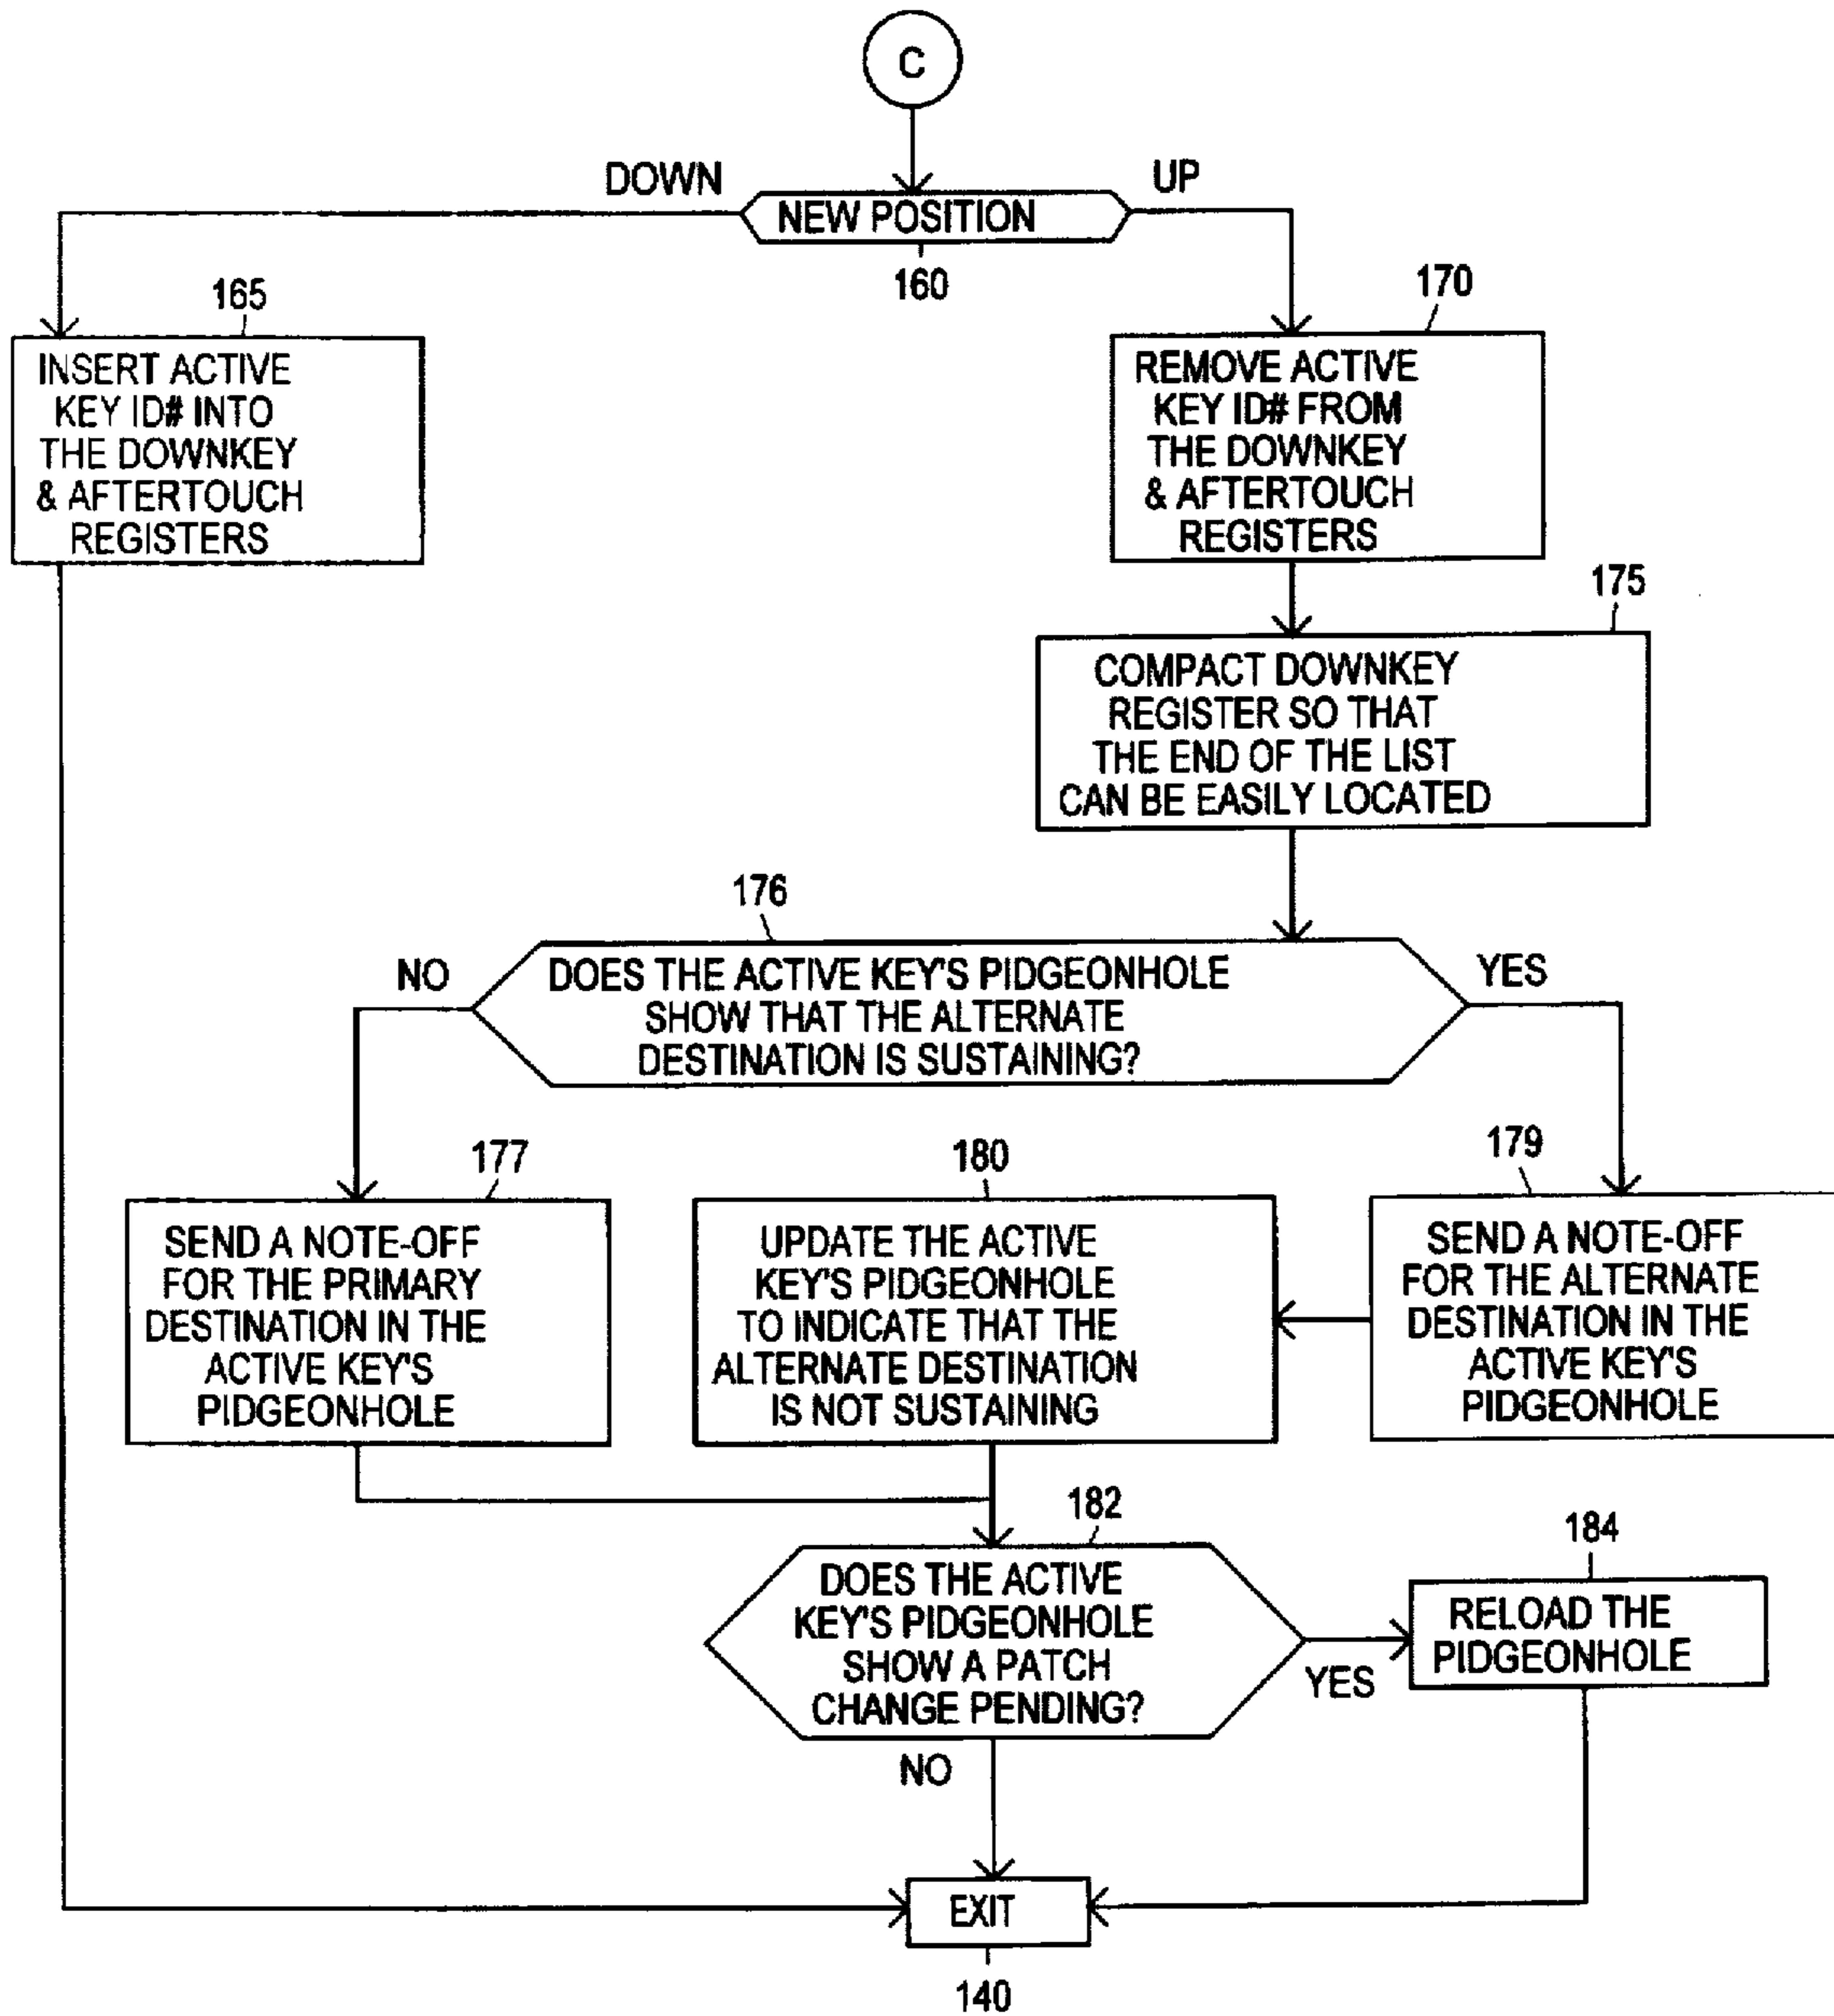 C
DOWN
UP
NEW POSITION
160
165
INSERT ACTIVE
KEY ID# INTO
THE DOWNKEY
& AFTERTOUCH
REGISTERS
170
REMOVE ACTIVE
KEY ID# FROM
THE DOWNKEY
& AFTERTOUCH
REGISTERS
175
COMPACT DOWNKEY
REGISTER SO THAT
THE END OF THE LIST
CAN BE EASILY LOCATED
176
NO
YES
DOES THE ACTIVE KEY'S PIDGEONHOLE
SHOW THAT THE ALTERNATE
DESTINATION IS SUSTAINING?
177
SEND A NOTE-OFF
FOR THE PRIMARY
DESTINATION IN THE
ACTIVE KEY'S
PIDGEONHOLE
180
UPDATE THE ACTIVE
KEY'S PIDGEONHOLE
TO INDICATE THAT THE
ALTERNATE DESTINATION
IS NOT SUSTAINING
179
SEND A NOTE-OFF
FOR THE ALTERNATE
DESTINATION IN THE
ACTIVE KEY'S
PIDGEONHOLE
182
DOES THE ACTIVE
KEY'S PIDGEONHOLE
SHOW A PATCH
CHANGE PENDING?
YES
NO
184
RELOAD THE
PIDGEONHOLE
EXIT
140